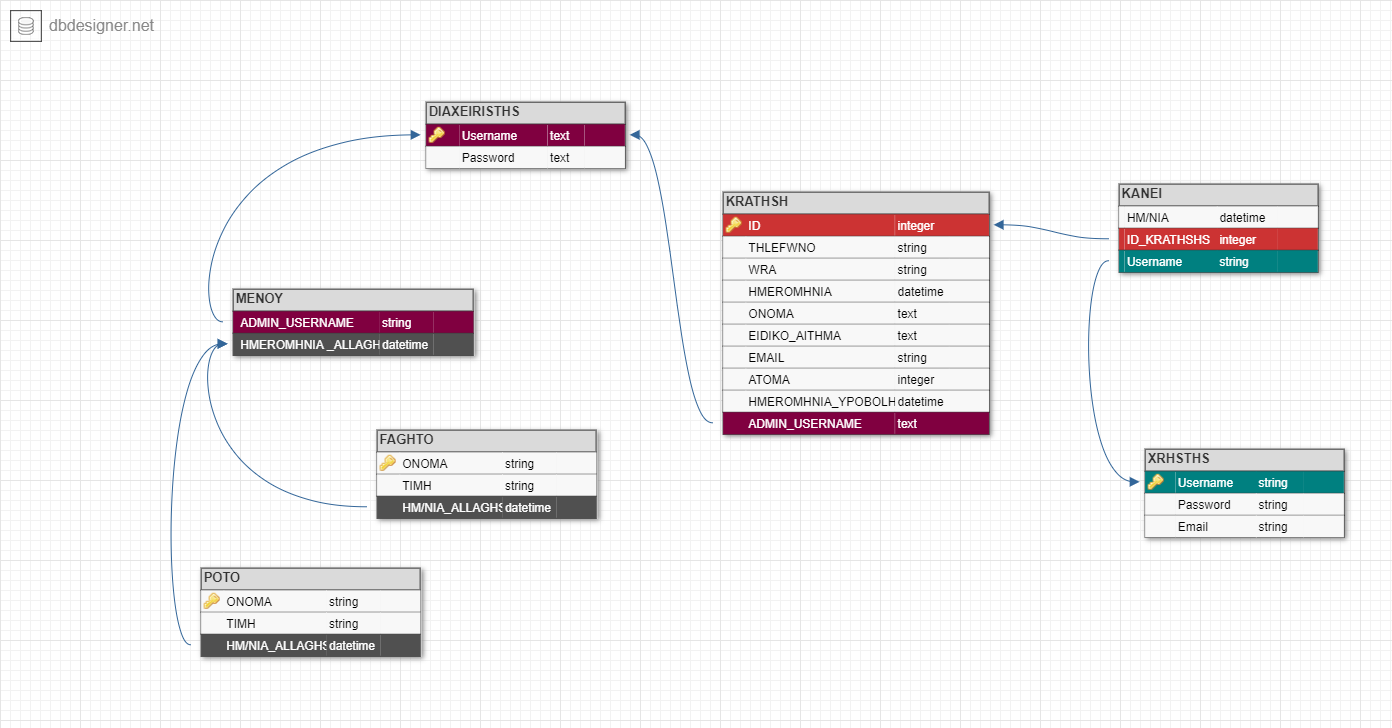 dbdesigner.net
DIAXEIRISTHS
Username text
Password text
KRATHSH
ID integer
THLEFWNO string
WRA string
HMEROMHNIA datetime
ONOMA text
EIDIKO_AITHMA text
EMAIL string
ATOMA integer
HMEROMHNIA_YPOBOLH datetime
ADMIN_USERNAME text
KANEI
HM/NIA datetime
ID_KRATHSHS integer
Username string
MENOY
ADMIN_USERNAME string
HMEROMHNIA _ALLAGH datetime
FAGHTO
ONOMA string
TIMH string
HM/NIA_ALLAGHS datetime
XRHSTHS
Username string
Password string
Email string
POTO
ONOMA string
TIMH string
HM/NIA_ALLAGHS datetime